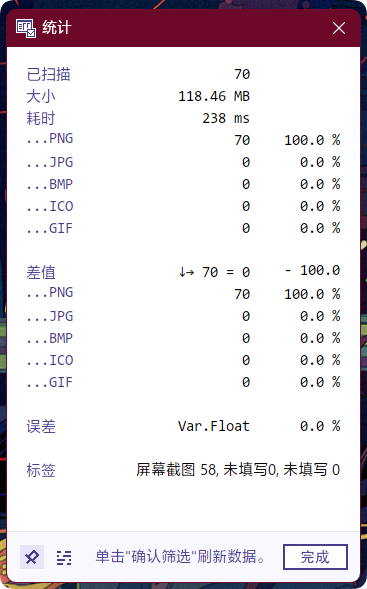 统计
已扫描 70
大小 118.46 MB
耗时 238 ms
...PNG 70 100.0 %
...JPG 0 0.0 %
...BMP 0 0.0 %
...ICO 0 0.0 %
...GIF 0 0.0 %
差值 ↓→ 70 = 0 - 100.0
...PNG 70 100.0 %
...JPG 0 0.0 %
...BMP 0 0.0 %
...ICO 0 0.0 %
...GIF 0 0.0 %
误差 Var.Float 0.0 %
标签 屏幕截图 58, 未填写0, 未填写 0
单击"确认筛选"刷新数据。 完成